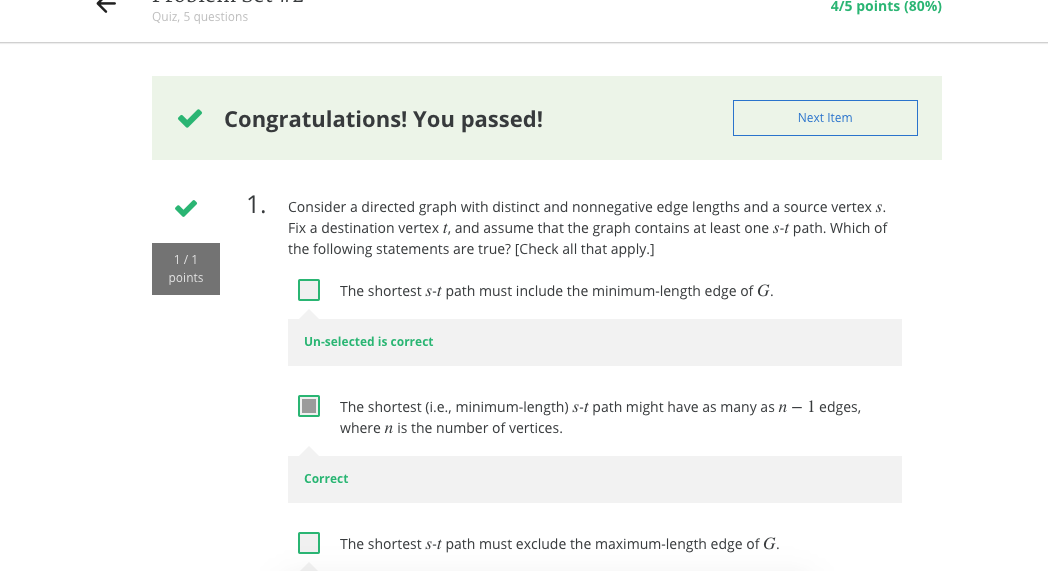 Problem Set #2
4/5 points (80%)
Quiz, 5 questions
Congratulations! You passed!
Next Item
1.
Consider a directed graph with distinct and nonnegative edge lengths and a source vertex s.
Fix a destination vertex t, and assume that the graph contains at least one s-t path. Which of
the following statements are true? [Check all that apply.]
1 / 1
points
The shortest s-t path must include the minimum-length edge of G.
Un-selected is correct
The shortest (i.e., minimum-length) s-t path might have as many as n − 1 edges,
where n is the number of vertices.
Correct
The shortest s-t path must exclude the maximum-length edge of G.